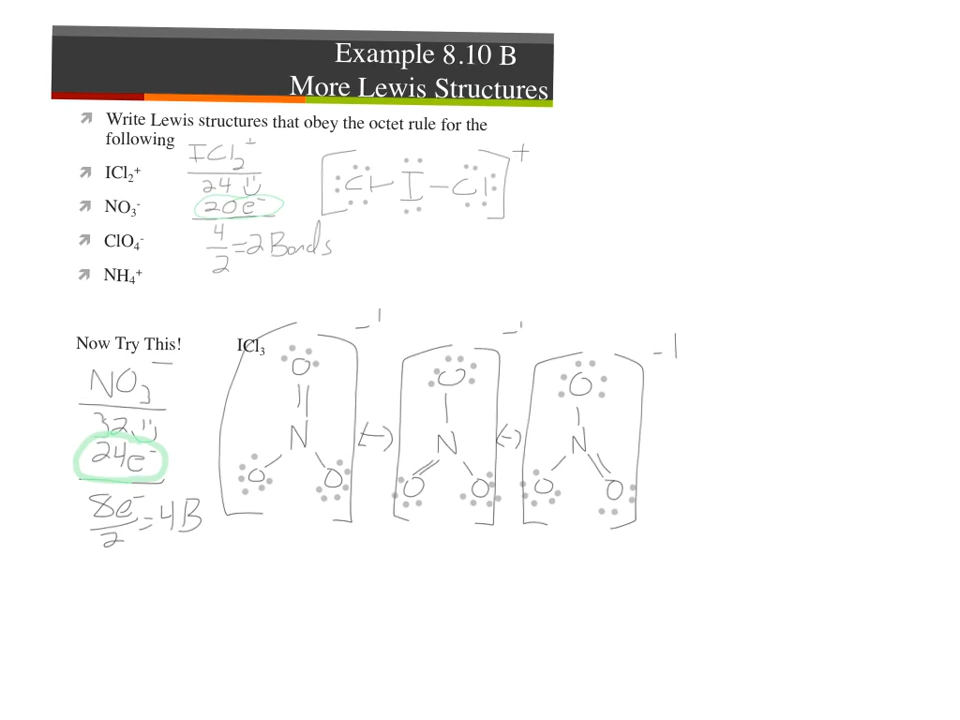 Example 8.10 B
More Lewis Structures
Write Lewis structures that obey the octet rule for the
following
ICl₂⁺
NO₃⁻
ClO₄⁻
NH₄⁺
ICl₂⁺
24
20e⁻
4/2 = 2 Bonds
[Cl-I-Cl]⁺
Now Try This! ICl₃
NO₃⁻
32
24e⁻
8e⁻/2 = 4B
O
N
O O
-1
O
N
O O
-1
O
N
O O
-1